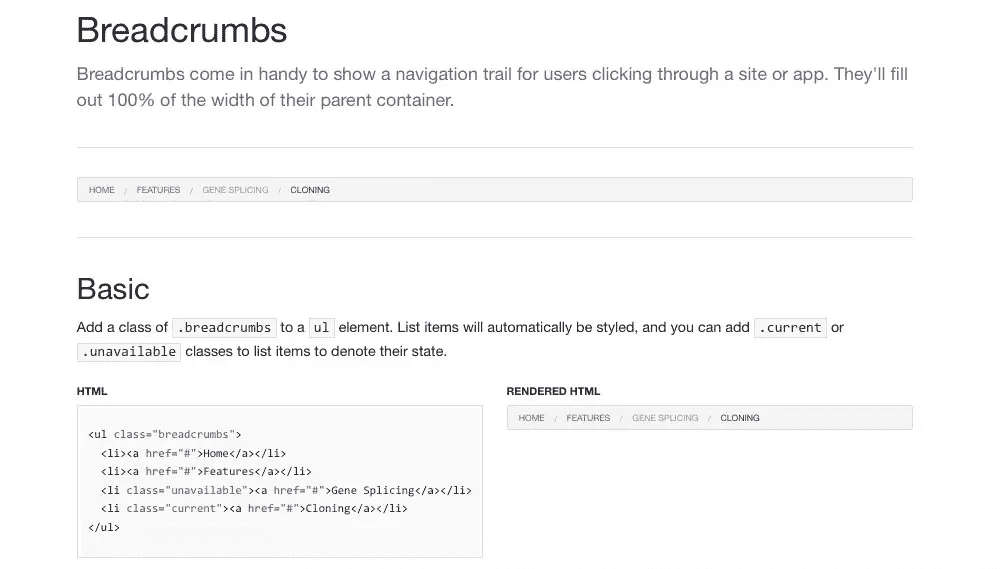 Breadcrumbs
Breadcrumbs come in handy to show a navigation trail for users clicking through a site or app. They'll fill
out 100% of the width of their parent container.
HOME / FEATURES / GENE SPLICING / CLONING
Basic
Add a class of .breadcrumbs to a ul element. List items will automatically be styled, and you can add .current or
.unavailable classes to list items to denote their state.
HTML
<ul class="breadcrumbs">
  <li><a href="#">Home</a></li>
  <li><a href="#">Features</a></li>
  <li class="unavailable"><a href="#">Gene Splicing</a></li>
  <li class="current"><a href="#">Cloning</a></li>
</ul>
RENDERED HTML
HOME / FEATURES / GENE SPLICING / CLONING